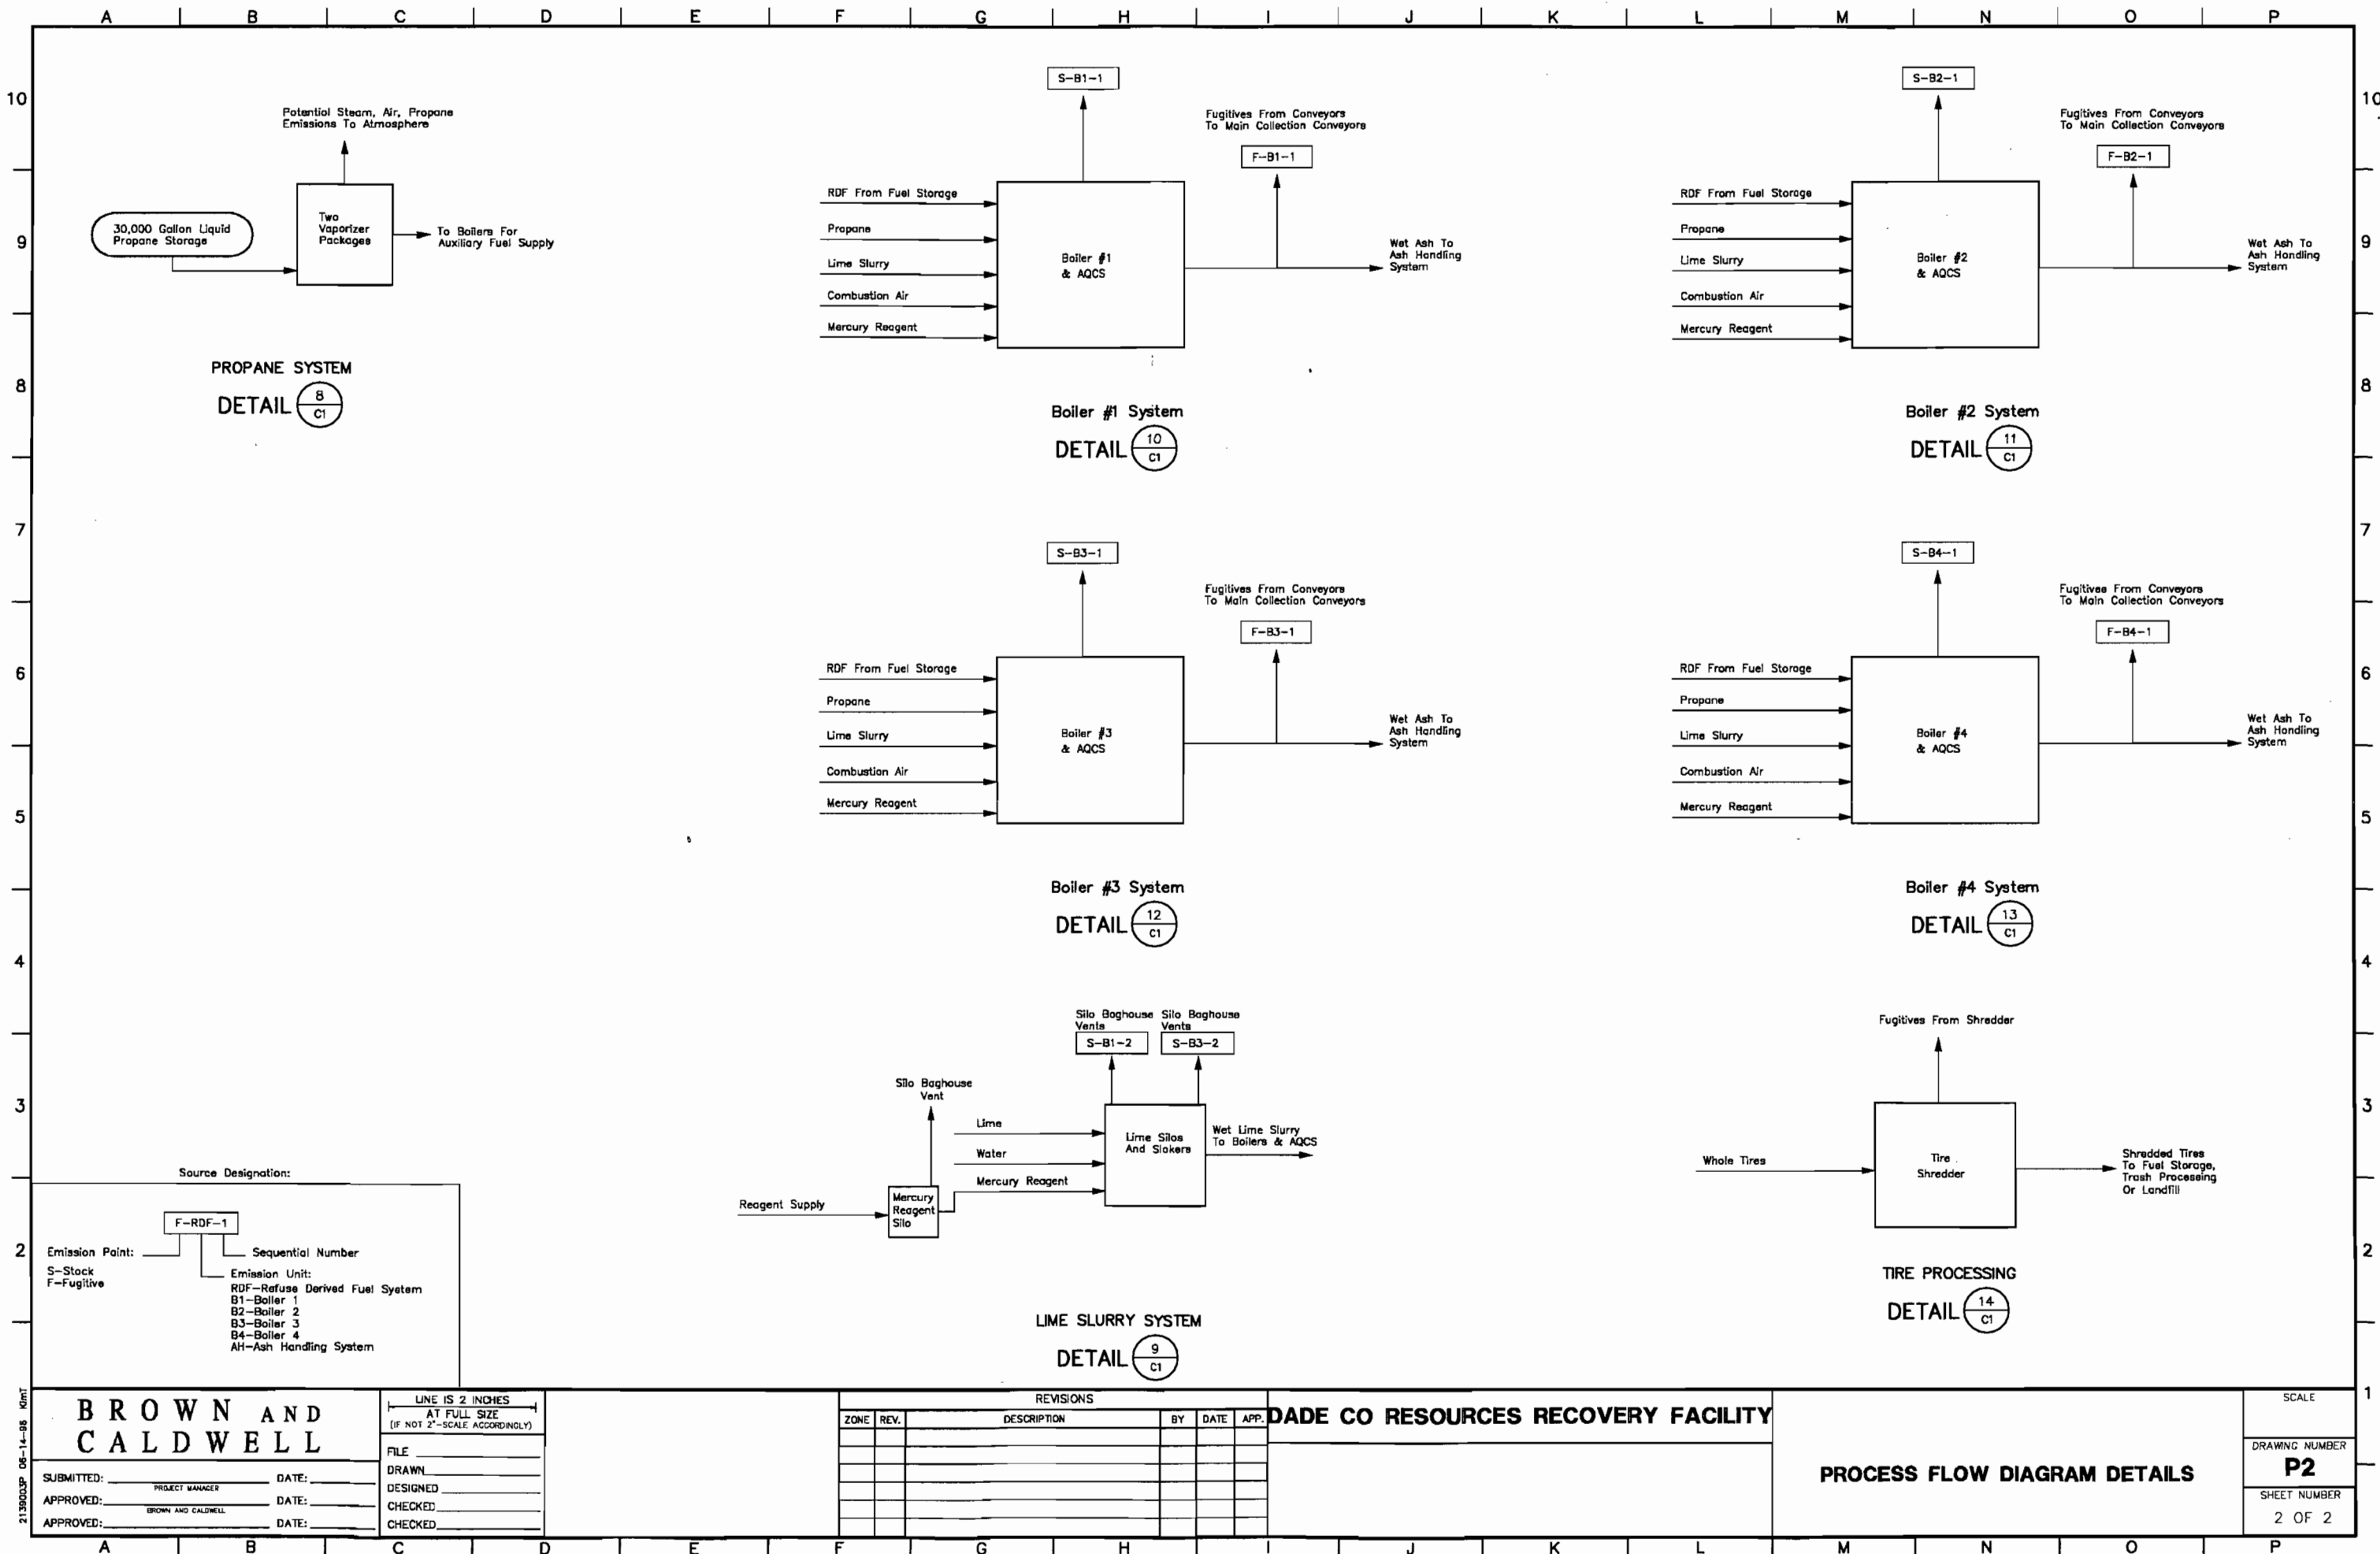 A B C D E F G H I J K L M N O P
10
9
8
7
6
5
4
3
2
1
10
9
8
7
6
5
4
3
2
1
Potential Steam, Air, Propane
Emissions To Atmosphere
30,000 Gallon Liquid
Propane Storage
Two
Vaporizer
Packages
To Boilers For
Auxiliary Fuel Supply
PROPANE SYSTEM
DETAIL 8
C1
S-B1-1
Fugitives From Conveyors
To Main Collection Conveyors
F-B1-1
RDF From Fuel Storage
Propane
Lime Slurry
Combustion Air
Mercury Reagent
Boiler #1
& AQCS
Wet Ash To
Ash Handling
System
Boiler #1 System
DETAIL 10
C1
S-B2-1
Fugitives From Conveyors
To Main Collection Conveyors
F-B2-1
RDF From Fuel Storage
Propane
Lime Slurry
Combustion Air
Mercury Reagent
Boiler #2
& AQCS
Wet Ash To
Ash Handling
System
Boiler #2 System
DETAIL 11
C1
S-B3-1
Fugitives From Conveyors
To Main Collection Conveyors
F-B3-1
RDF From Fuel Storage
Propane
Lime Slurry
Combustion Air
Mercury Reagent
Boiler #3
& AQCS
Wet Ash To
Ash Handling
System
Boiler #3 System
DETAIL 12
C1
S-B4-1
Fugitives From Conveyors
To Main Collection Conveyors
F-B4-1
RDF From Fuel Storage
Propane
Lime Slurry
Combustion Air
Mercury Reagent
Boiler #4
& AQCS
Wet Ash To
Ash Handling
System
Boiler #4 System
DETAIL 13
C1
Silo Baghouse
Vents
S-B1-2
Silo Baghouse
Vents
S-B3-2
Silo Baghouse
Vent
Lime
Water
Mercury Reagent
Lime Silos
And Slakers
Wet Lime Slurry
To Boilers & AQCS
Reagent Supply
Mercury
Reagent
Silo
LIME SLURRY SYSTEM
DETAIL 9
C1
Fugitives From Shredder
Whole Tires
Tire
Shredder
Shredded Tires
To Fuel Storage,
Trash Processing
Or Landfill
TIRE PROCESSING
DETAIL 14
C1
Source Designation:
F-RDF-1
Emission Point:
S-Stack
F-Fugitive
Sequential Number
Emission Unit:
RDF-Refuse Derived Fuel System
B1-Boiler 1
B2-Boiler 2
B3-Boiler 3
B4-Boiler 4
AH-Ash Handling System
2139003P 06-14-96 KimT
BROWN AND
CALDWELL
SUBMITTED: DATE:
PROJECT MANAGER
APPROVED: DATE:
BROWN AND CALDWELL
APPROVED: DATE:
LINE IS 2 INCHES
AT FULL SIZE
(IF NOT 2"-SCALE ACCORDINGLY)
FILE
DRAWN
DESIGNED
CHECKED
CHECKED
REVISIONS
ZONE REV. DESCRIPTION BY DATE APP.
DADE CO RESOURCES RECOVERY FACILITY
PROCESS FLOW DIAGRAM DETAILS
SCALE
DRAWING NUMBER
P2
SHEET NUMBER
2 OF 2
A B C D E F G H I J K L M N O P